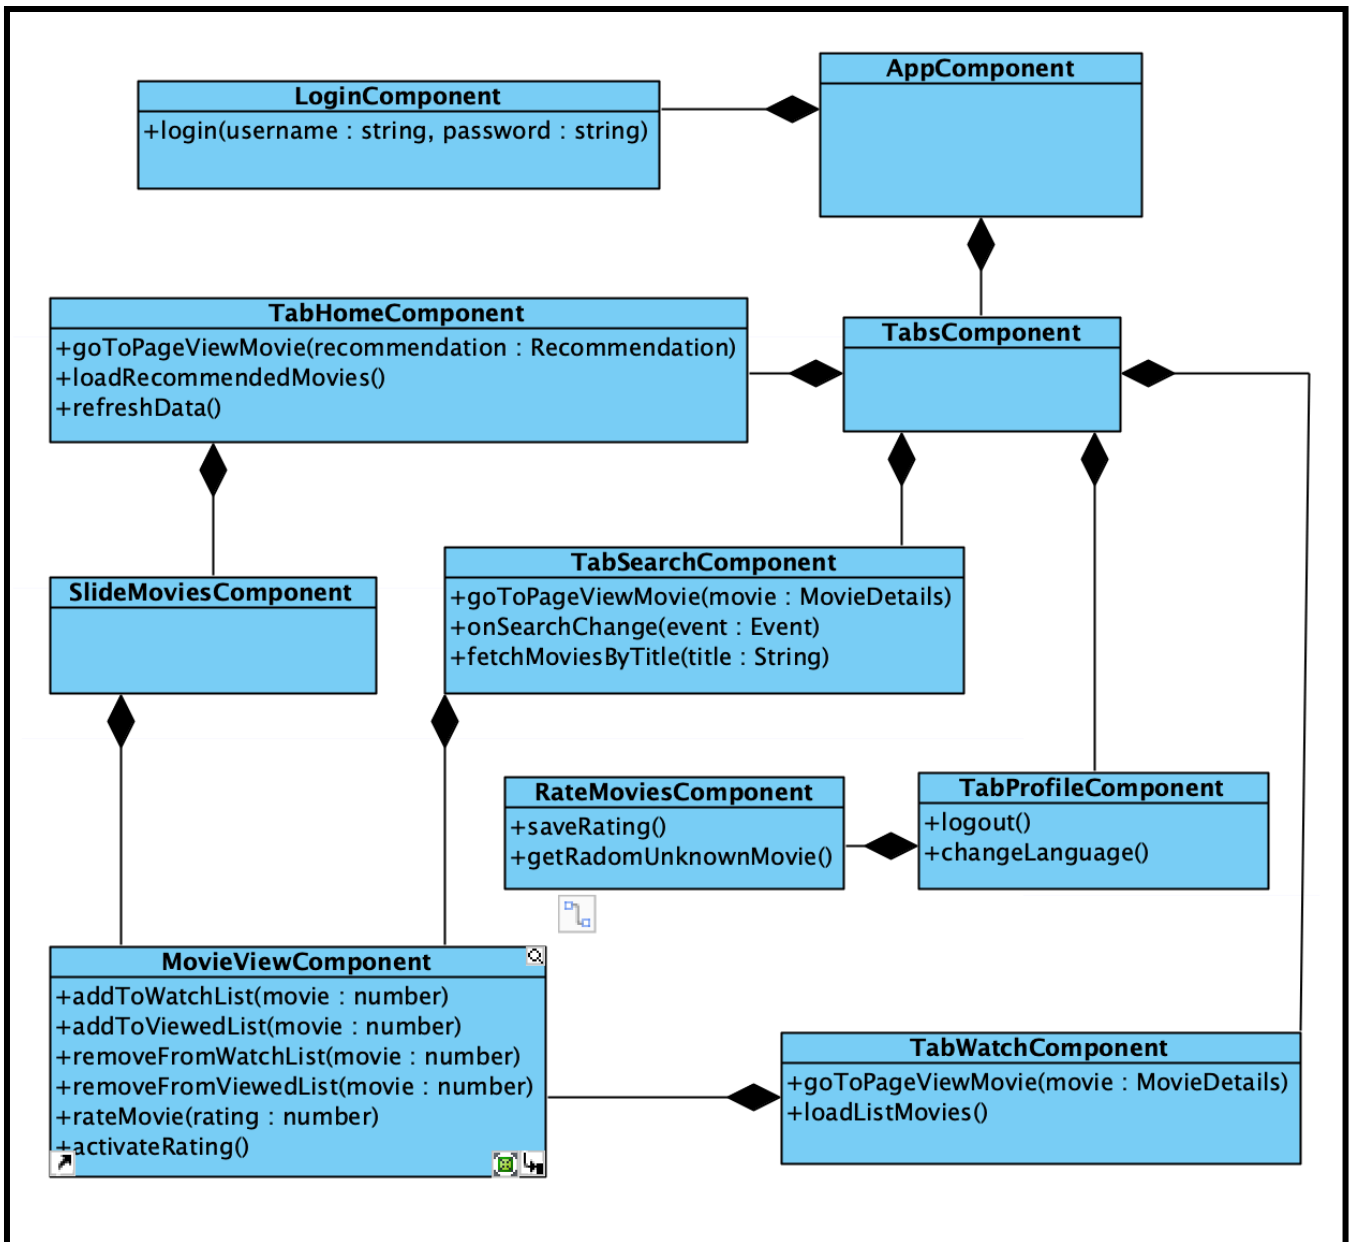 AppComponent
LoginComponent
+login(username : string, password : string)
TabHomeComponent
+goToPageViewMovie(recommendation : Recommendation)
+loadRecommendedMovies()
+refreshData()
TabsComponent
SlideMoviesComponent
TabSearchComponent
+goToPageViewMovie(movie : MovieDetails)
+onSearchChange(event : Event)
+fetchMoviesByTitle(title : String)
RateMoviesComponent
+saveRating()
+getRadomUnknownMovie()
TabProfileComponent
+logout()
+changeLanguage()
MovieViewComponent
+addToWatchList(movie : number)
+addToViewedList(movie : number)
+removeFromWatchList(movie : number)
+removeFromViewedList(movie : number)
+rateMovie(rating : number)
+activateRating()
TabWatchComponent
+goToPageViewMovie(movie : MovieDetails)
+loadListMovies()